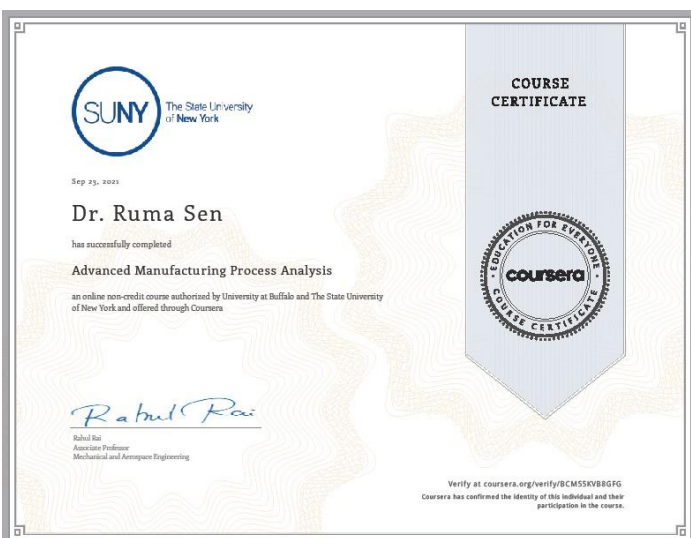 SUNY
The State University
of New York
COURSE
CERTIFICATE
Sep 23, 2021
Dr. Ruma Sen
has successfully completed
Advanced Manufacturing Process Analysis
an online non-credit course authorized by University at Buffalo and The State University
of New York and offered through Coursera
EDUCATION FOR EVERYONE
coursera
COURSE CERTIFICATE
Rahul Rai
Rahul Rai
Associate Professor
Mechanical and Aerospace Engineering
Verify at coursera.org/verify/BCM55KVB8GFG
Coursera has confirmed the identity of this individual and their
participation in the course.